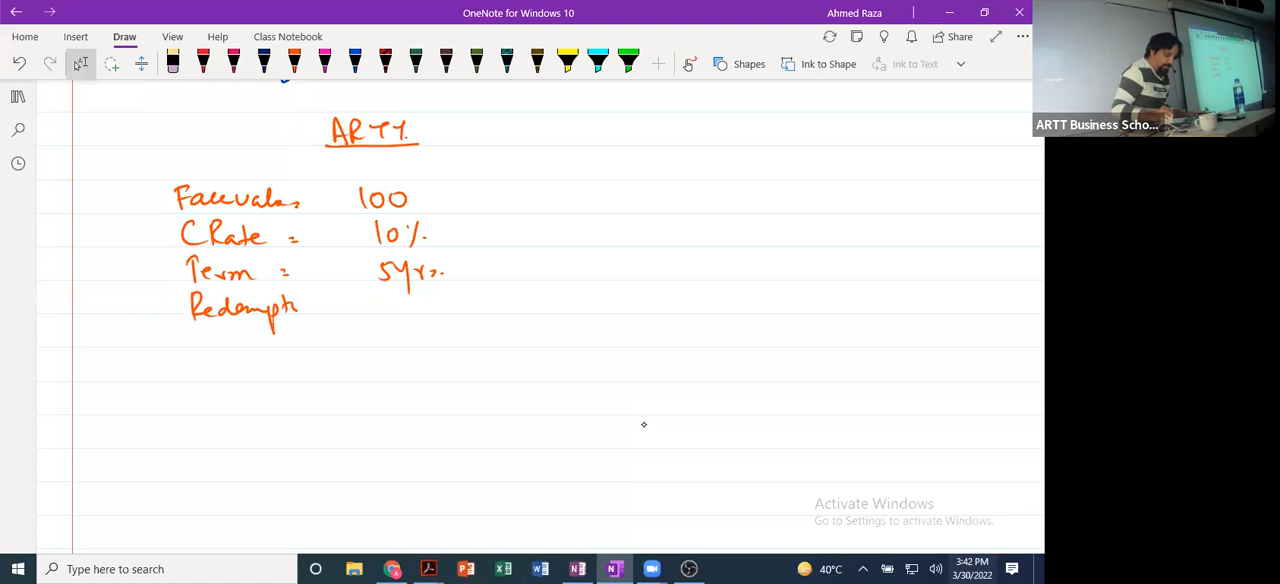 OneNote for Windows 10
Ahmed Raza
Home Insert Draw View Help Class Notebook
Share
Shapes Ink to Shape Ink to Text
ARTT Business Scho...
ARTT
Facevalue 100
C Rate = 10%.
Term = 5yrs.
Redempti
Activate Windows
Go to Settings to activate Windows.
Type here to search
40°C
3:42 PM
3/30/2022